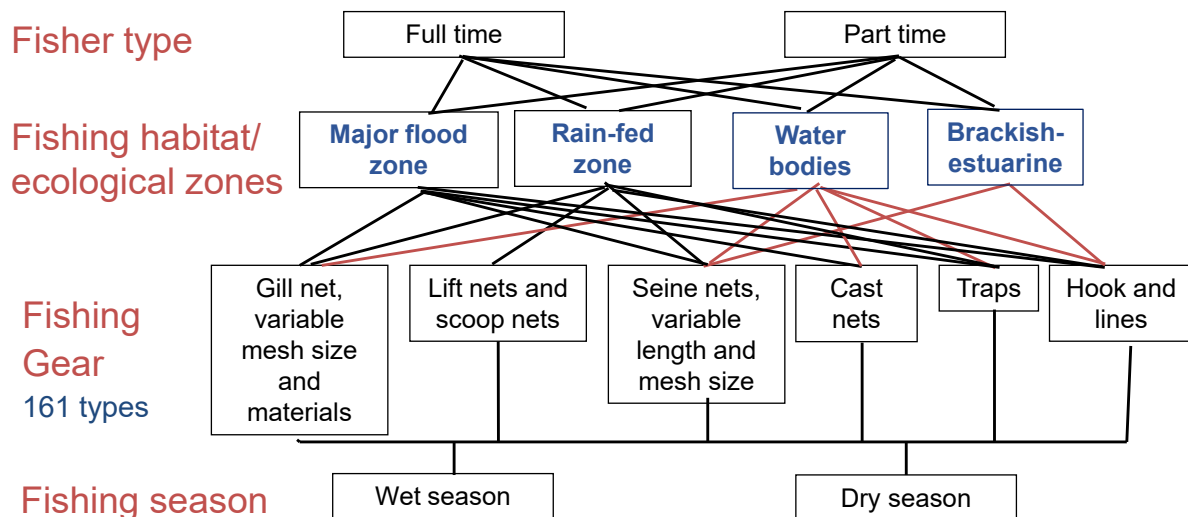 Fisher type
Full time
Part time
Fishing habitat/
ecological zones
Major flood
zone
Rain-fed
zone
Water
bodies
Brackish-
estuarine
Fishing
Gear
161 types
Gill net,
variable
mesh size
and
materials
Lift nets and
scoop nets
Seine nets,
variable
length and
mesh size
Cast
nets
Traps
Hook and
lines
Fishing season
Wet season
Dry season